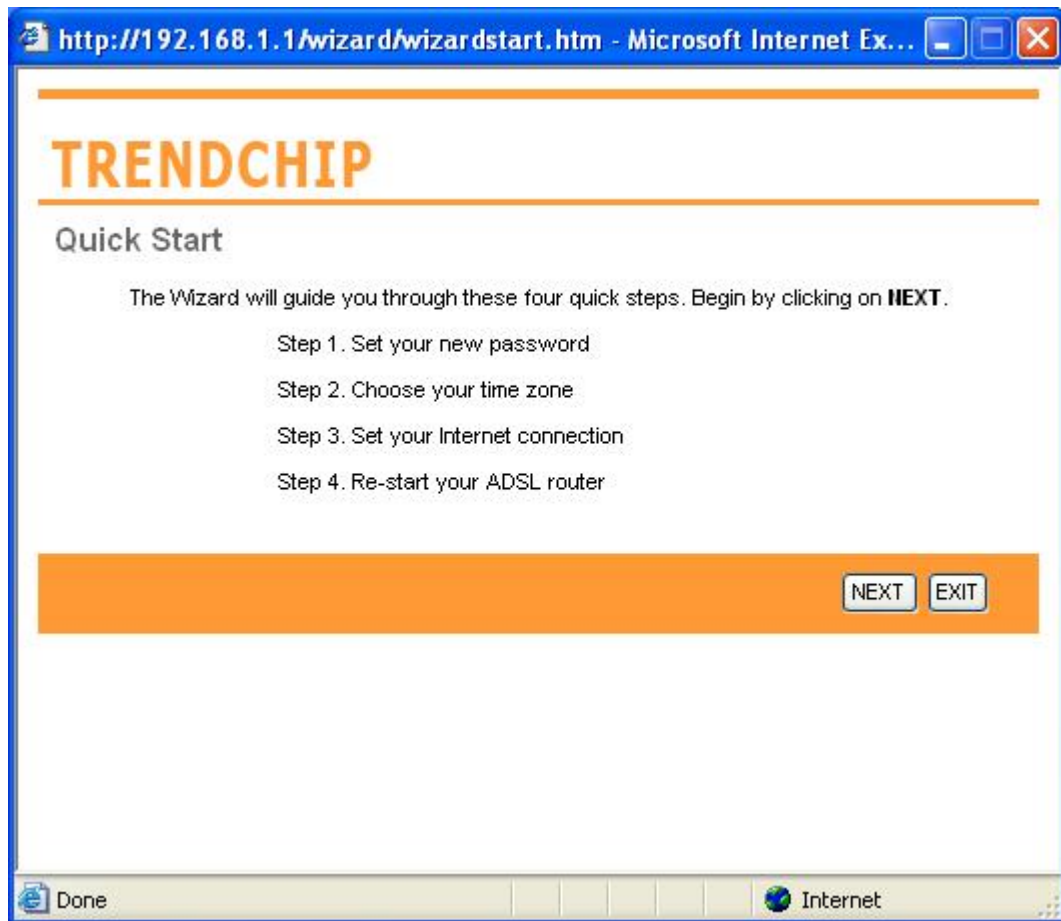 http://192.168.1.1/wizard/wizardstart.htm - Microsoft Internet Ex...
TRENDCHIP
Quick Start
The Wizard will guide you through these four quick steps. Begin by clicking on NEXT.
Step 1. Set your new password
Step 2. Choose your time zone
Step 3. Set your Internet connection
Step 4. Re-start your ADSL router
NEXT EXIT
Done Internet